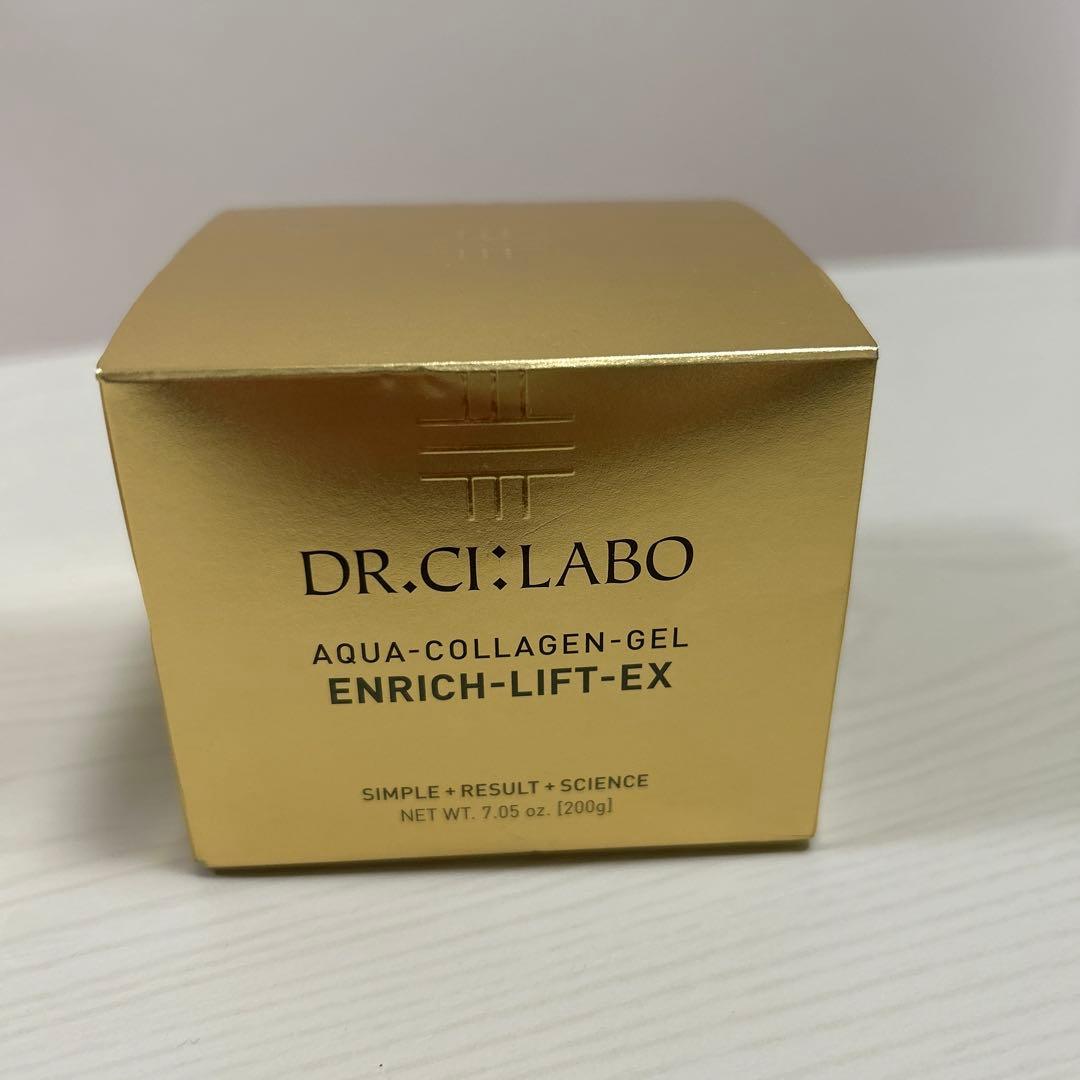 DR.CI:LABO
AQUA-COLLAGEN-GEL
ENRICH-LIFT-EX
SIMPLE + RESULT + SCIENCE
NET WT. 7.05 oz. [200g]